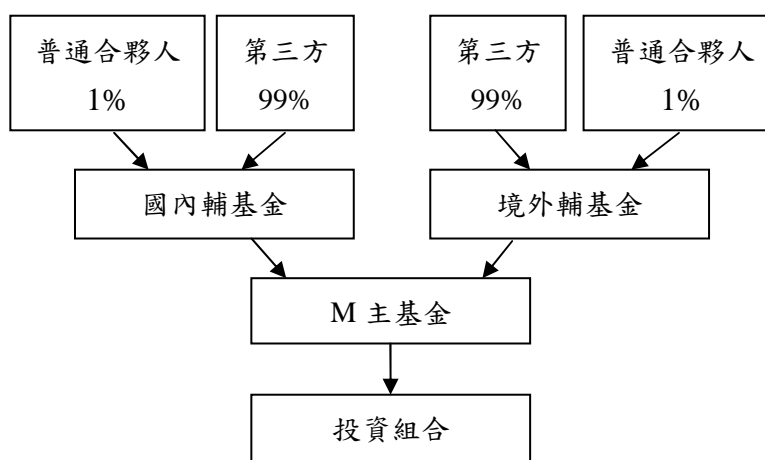 普通合夥人
1%
第三方
99%
第三方
99%
普通合夥人
1%
國內輔基金
境外輔基金
M 主基金
投資組合